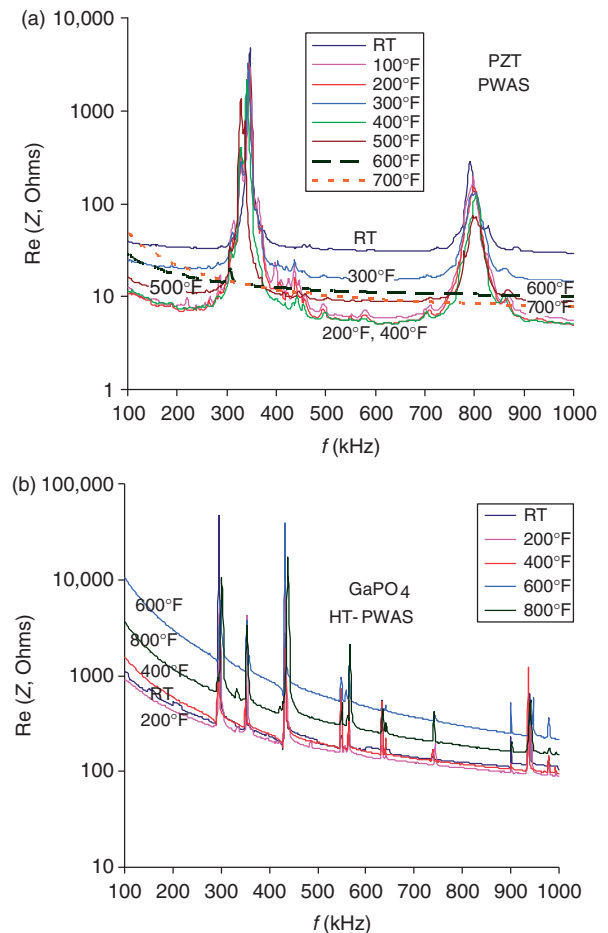 (a)
10,000
1000
100
10
1
Re (Z, Ohms)
RT
100°F
200°F
300°F
400°F
500°F
600°F
700°F
PZT
PWAS
RT
300°F
500°F
600°F
700°F
200°F, 400°F
100 200 300 400 500 600 700 800 900 1000
f (kHz)
(b)
100,000
10,000
1000
100
10
Re (Z, Ohms)
RT
200°F
400°F
600°F
800°F
GaPO4
HT- PWAS
600°F
800°F
400°F
RT
200°F
100 200 300 400 500 600 700 800 900 1000
f (kHz)